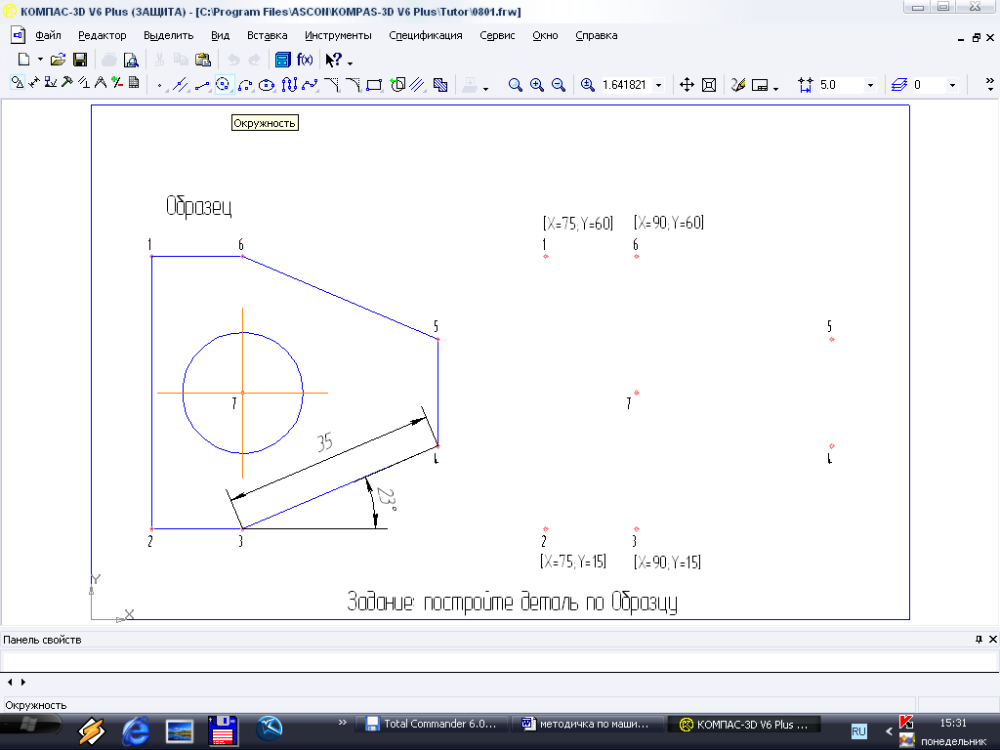 КОМПАС-3D V6 Plus (ЗАЩИТА) - [C:\Program Files\ASCON\KOMPAS-3D V6 Plus\Tutor\0801.frw]
Файл Редактор Выделить Вид Вставка Инструменты Спецификация Сервис Окно Справка
f(x)
1.641821 5.0 0
Окружность
Образец
[X=75; Y=60] [X=90; Y=60]
1 6 1 6
5 5
7 7
35
23°
2 3 2 3
[X=75; Y=15] [X=90; Y=15]
Y
X
Задание: постройте деталь по Образцу
Панель свойств
Окружность
Total Commander 6.0...
методичка по маши...
КОМПАС-3D V6 Plus ...
RU
15:31
понедельник